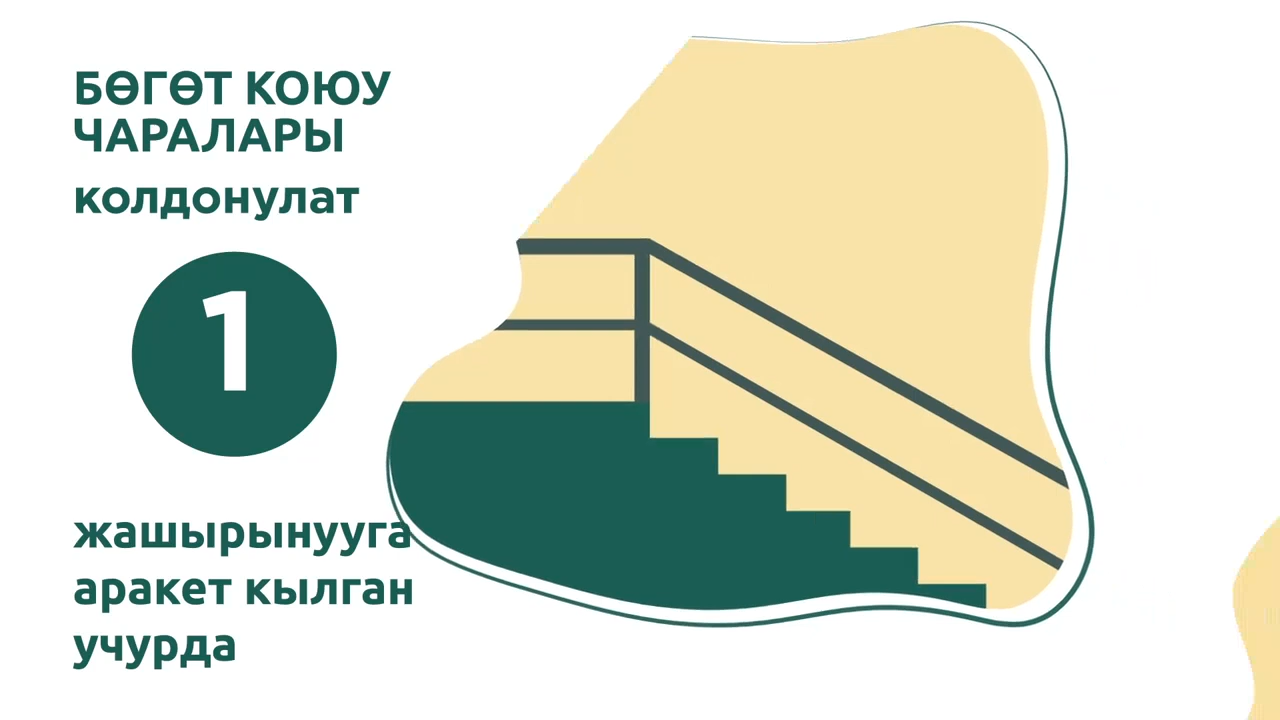 БӨГӨТ КОЮУ
ЧАРАЛАРЫ
колдонулат
1
жашырынууга
аракет кылган
учурда